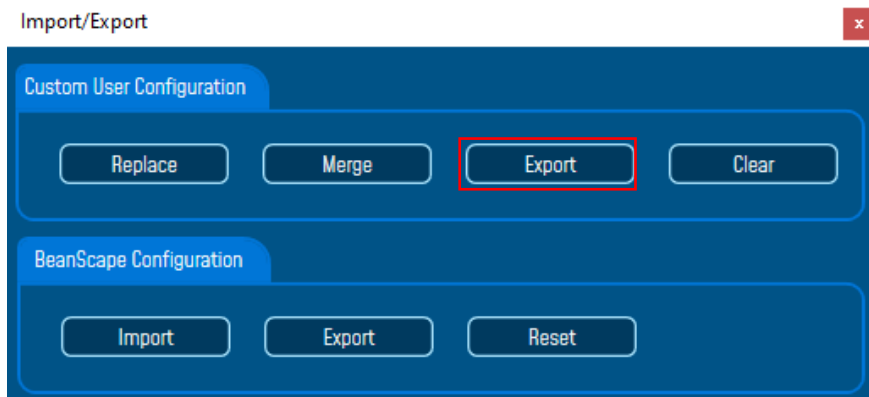 Import/Export
x
Custom User Configuration
Replace Merge Export Clear
BeanScape Configuration
Import Export Reset